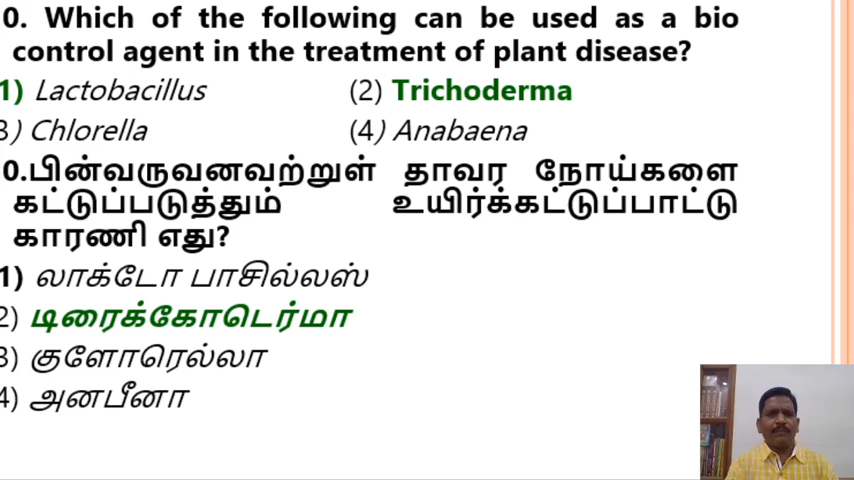 0. Which of the following can be used as a bio
control agent in the treatment of plant disease?
1) Lactobacillus (2) Trichoderma
3) Chlorella (4) Anabaena
0.பின்வருவனவற்றுள் தாவர நோய்களை
கட்டுப்படுத்தும் உயிர்க்கட்டுப்பாட்டு
காரணி எது?
1) லாக்டோ பாசில்லஸ்
2) டிரைக்கோடெர்மா
3) குளோரெல்லா
4) அனபீனா